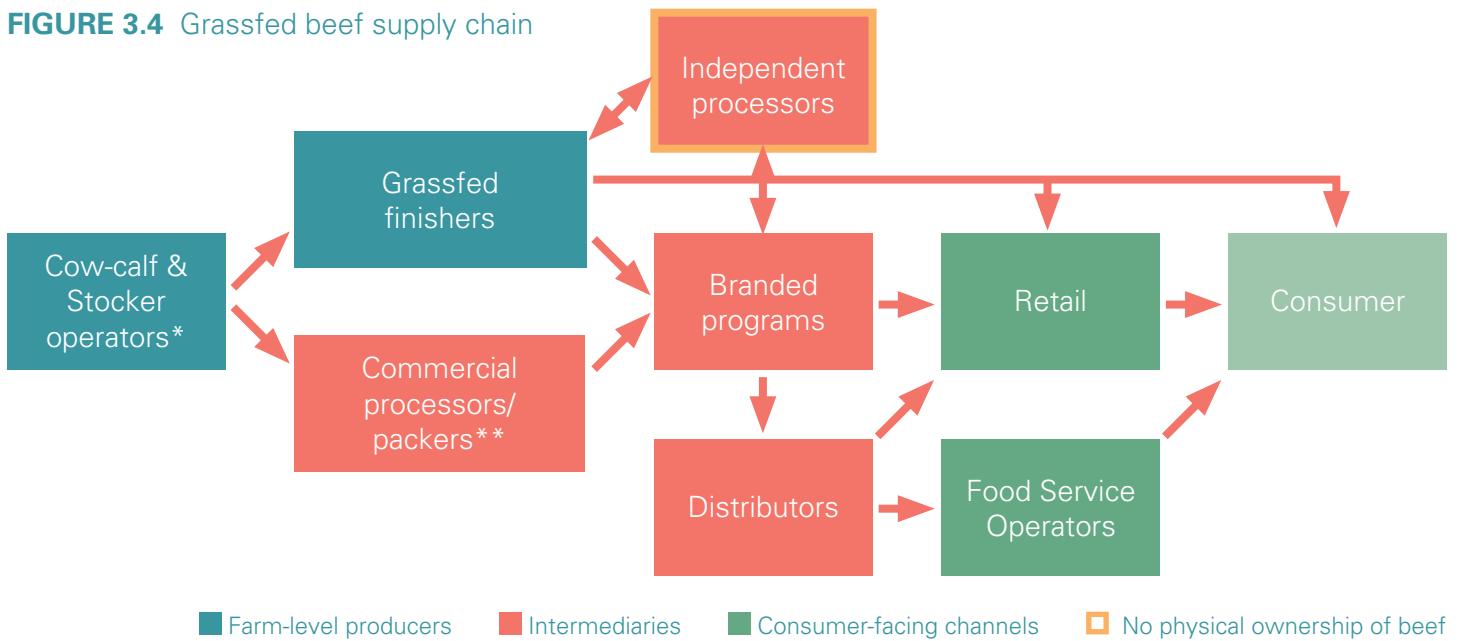 FIGURE 3.4 Grassfed beef supply chain
Independent
processors
Grassfed
finishers
Cow-calf &
Stocker
operators*
Commercial
processors/
packers**
Branded
programs
Retail
Consumer
Distributors
Food Service
Operators
Farm-level producers
Intermediaries
Consumer-facing channels
No physical ownership of beef